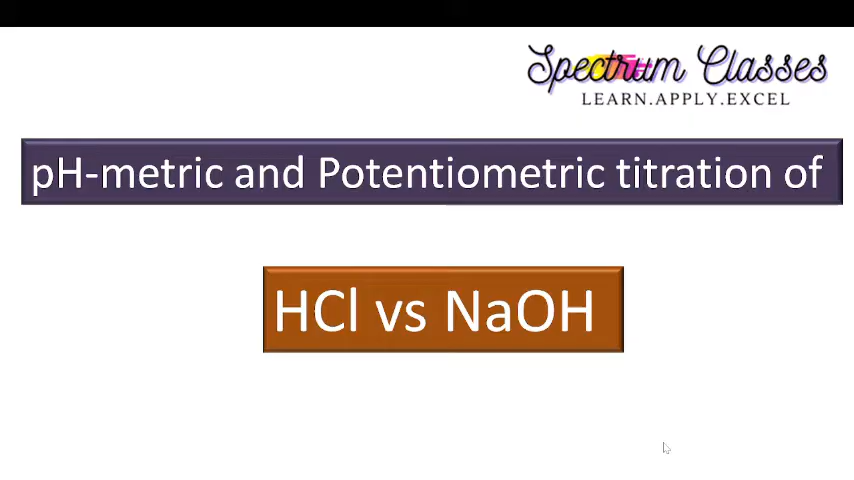 Spectrum Classes
LEARN.APPLY.EXCEL
pH-metric and Potentiometric titration of
HCl vs NaOH